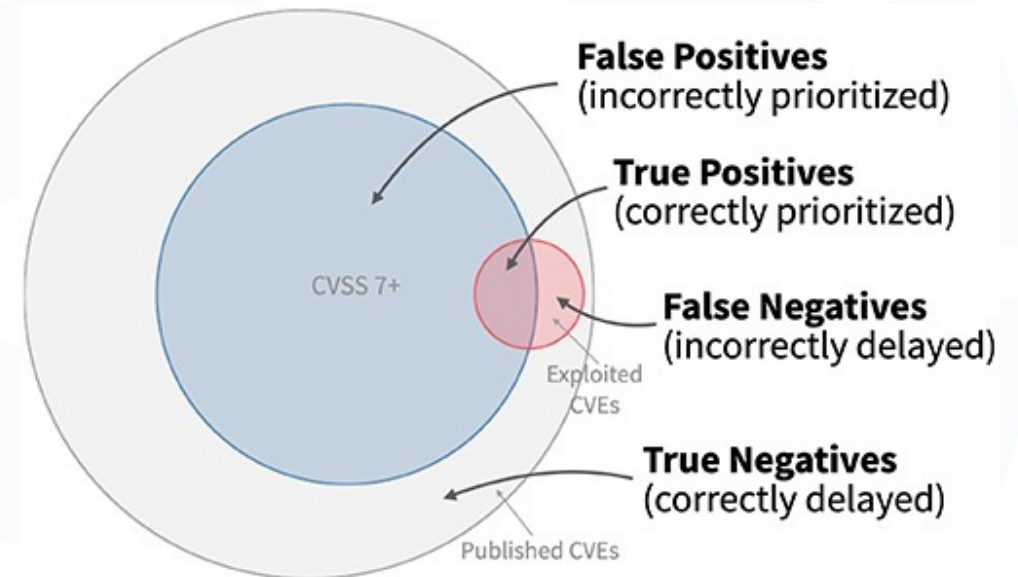 False Positives
(incorrectly prioritized)
True Positives
(correctly prioritized)
CVSS 7+
False Negatives
(incorrectly delayed)
Exploited
CVEs
True Negatives
(correctly delayed)
Published CVEs